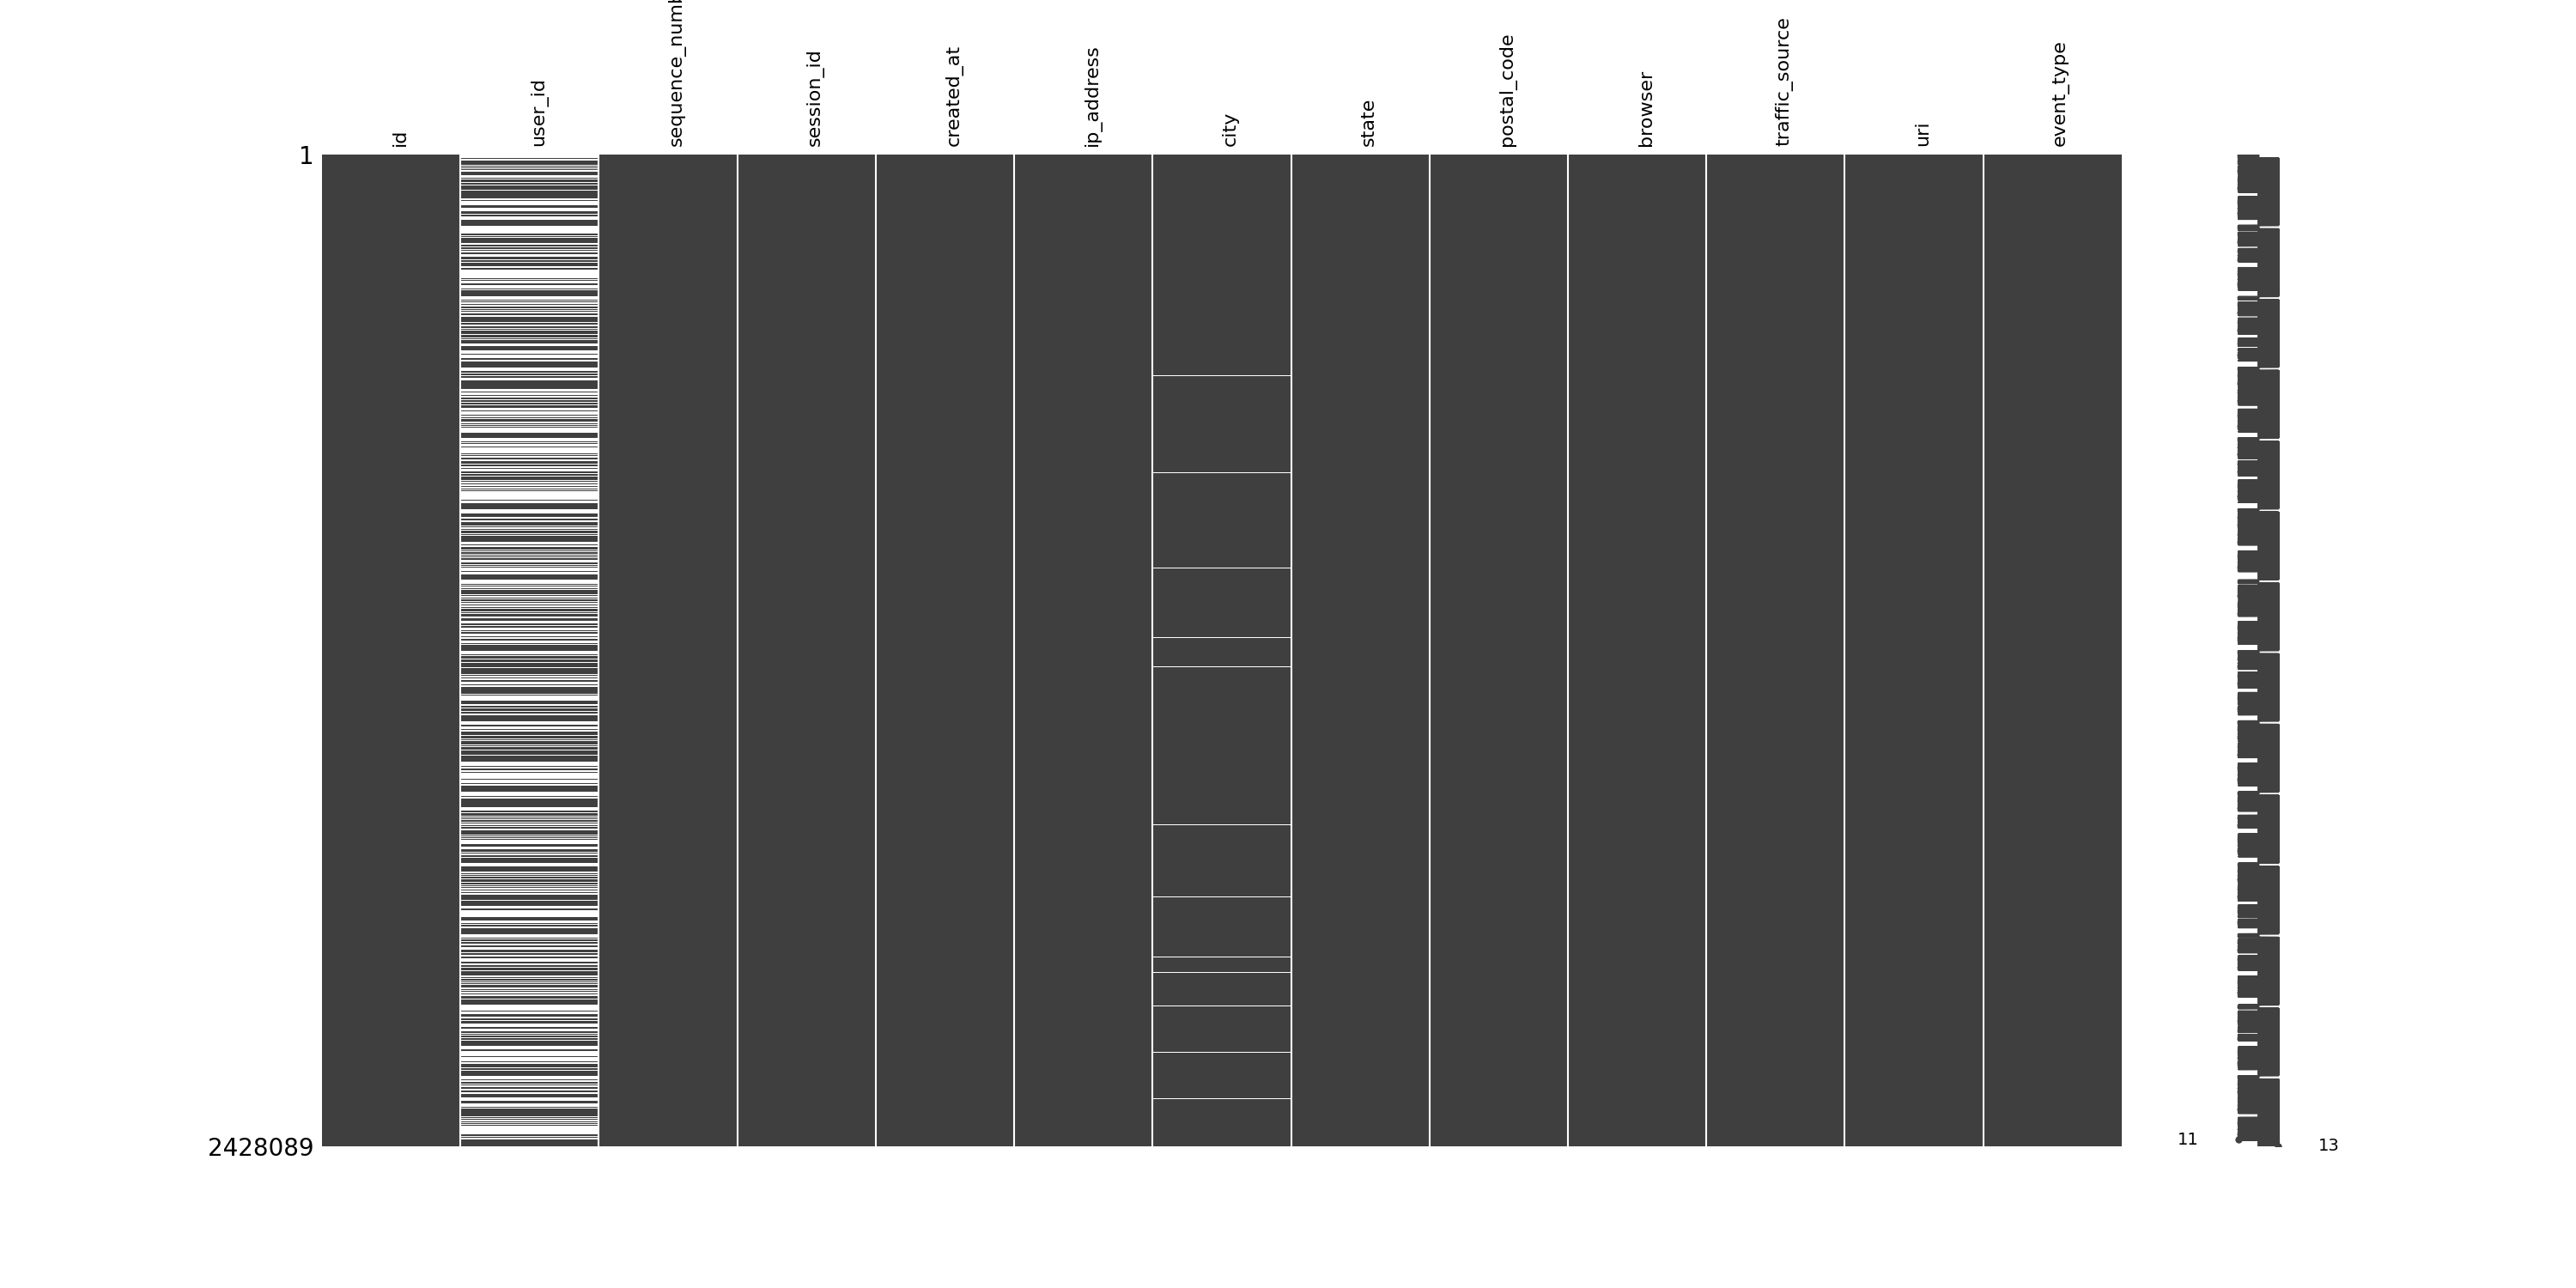 id
user_id
sequence_numb
session_id
created_at
ip_address
city
state
postal_code
browser
traffic_source
uri
event_type
1
2428089
11
13